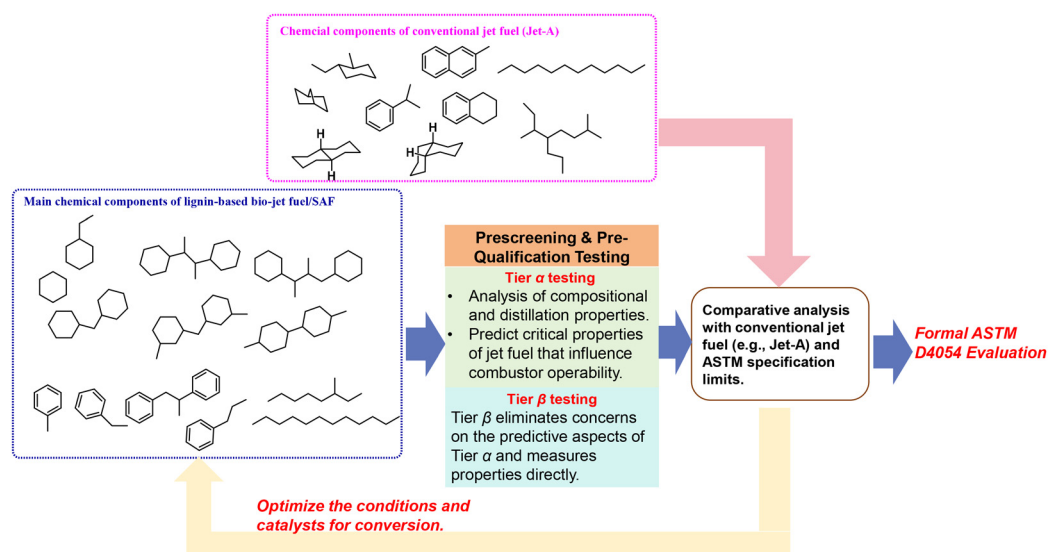 Chemcial components of conventional jet fuel (Jet-A)
H
H
H
H
Main chemical components of lignin-based bio-jet fuel/SAF
Prescreening & Pre-
Qualification Testing
Tier α testing
• Analysis of compositional
and distillation properties.
• Predict critical properties
of jet fuel that influence
combustor operability.
Tier β testing
Tier β eliminates concerns
on the predictive aspects of
Tier α and measures
properties directly.
Comparative analysis
with conventional jet
fuel (e.g., Jet-A) and
ASTM specification
limits.
Formal ASTM
D4054 Evaluation
Optimize the conditions and
catalysts for conversion.